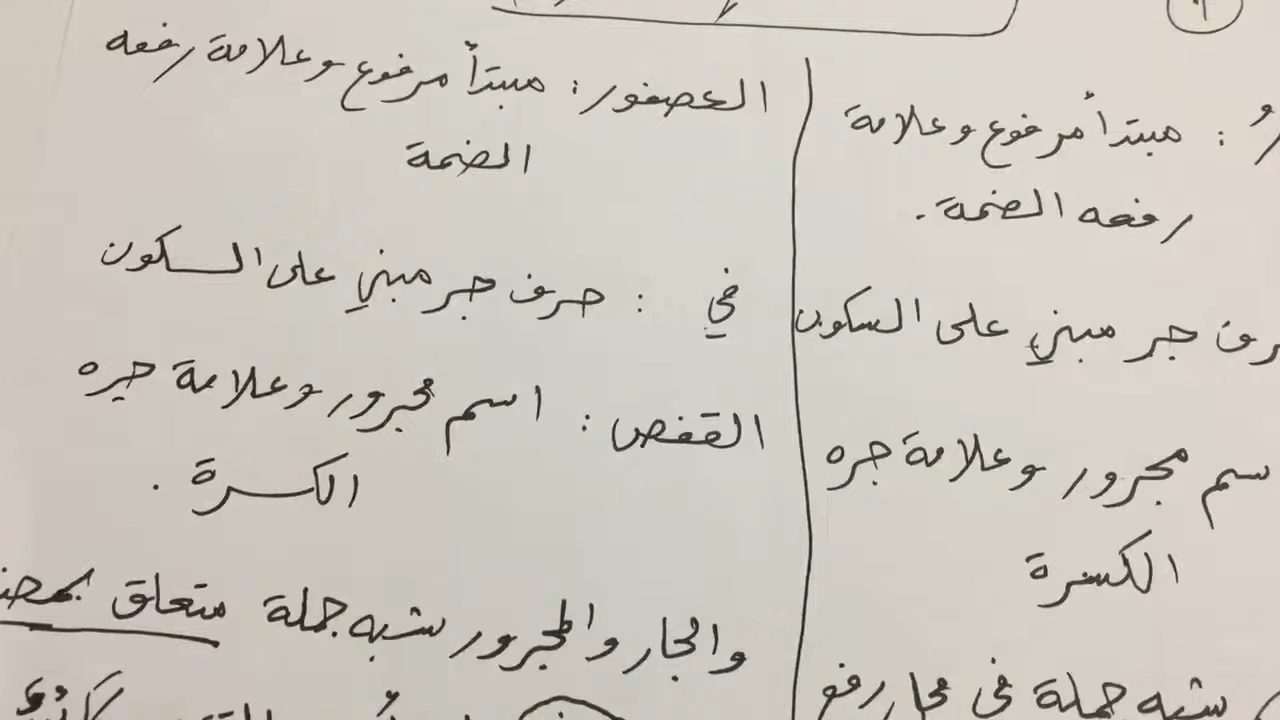 ١
مبتدأ مرفوع وعلامة
رفعه الضمة.
جر مبني على السكون
مجرور وعلامة جره
الكسرة
شبه جملة في محل رفع
العصفور: مبتدأ مرفوع وعلامة رفعه
الضمة
في : حرف جر مبني على السكون
القفص: اسم مجرور وعلامة جره
الكسرة.
والجار والمجرور شبه جملة متعلق